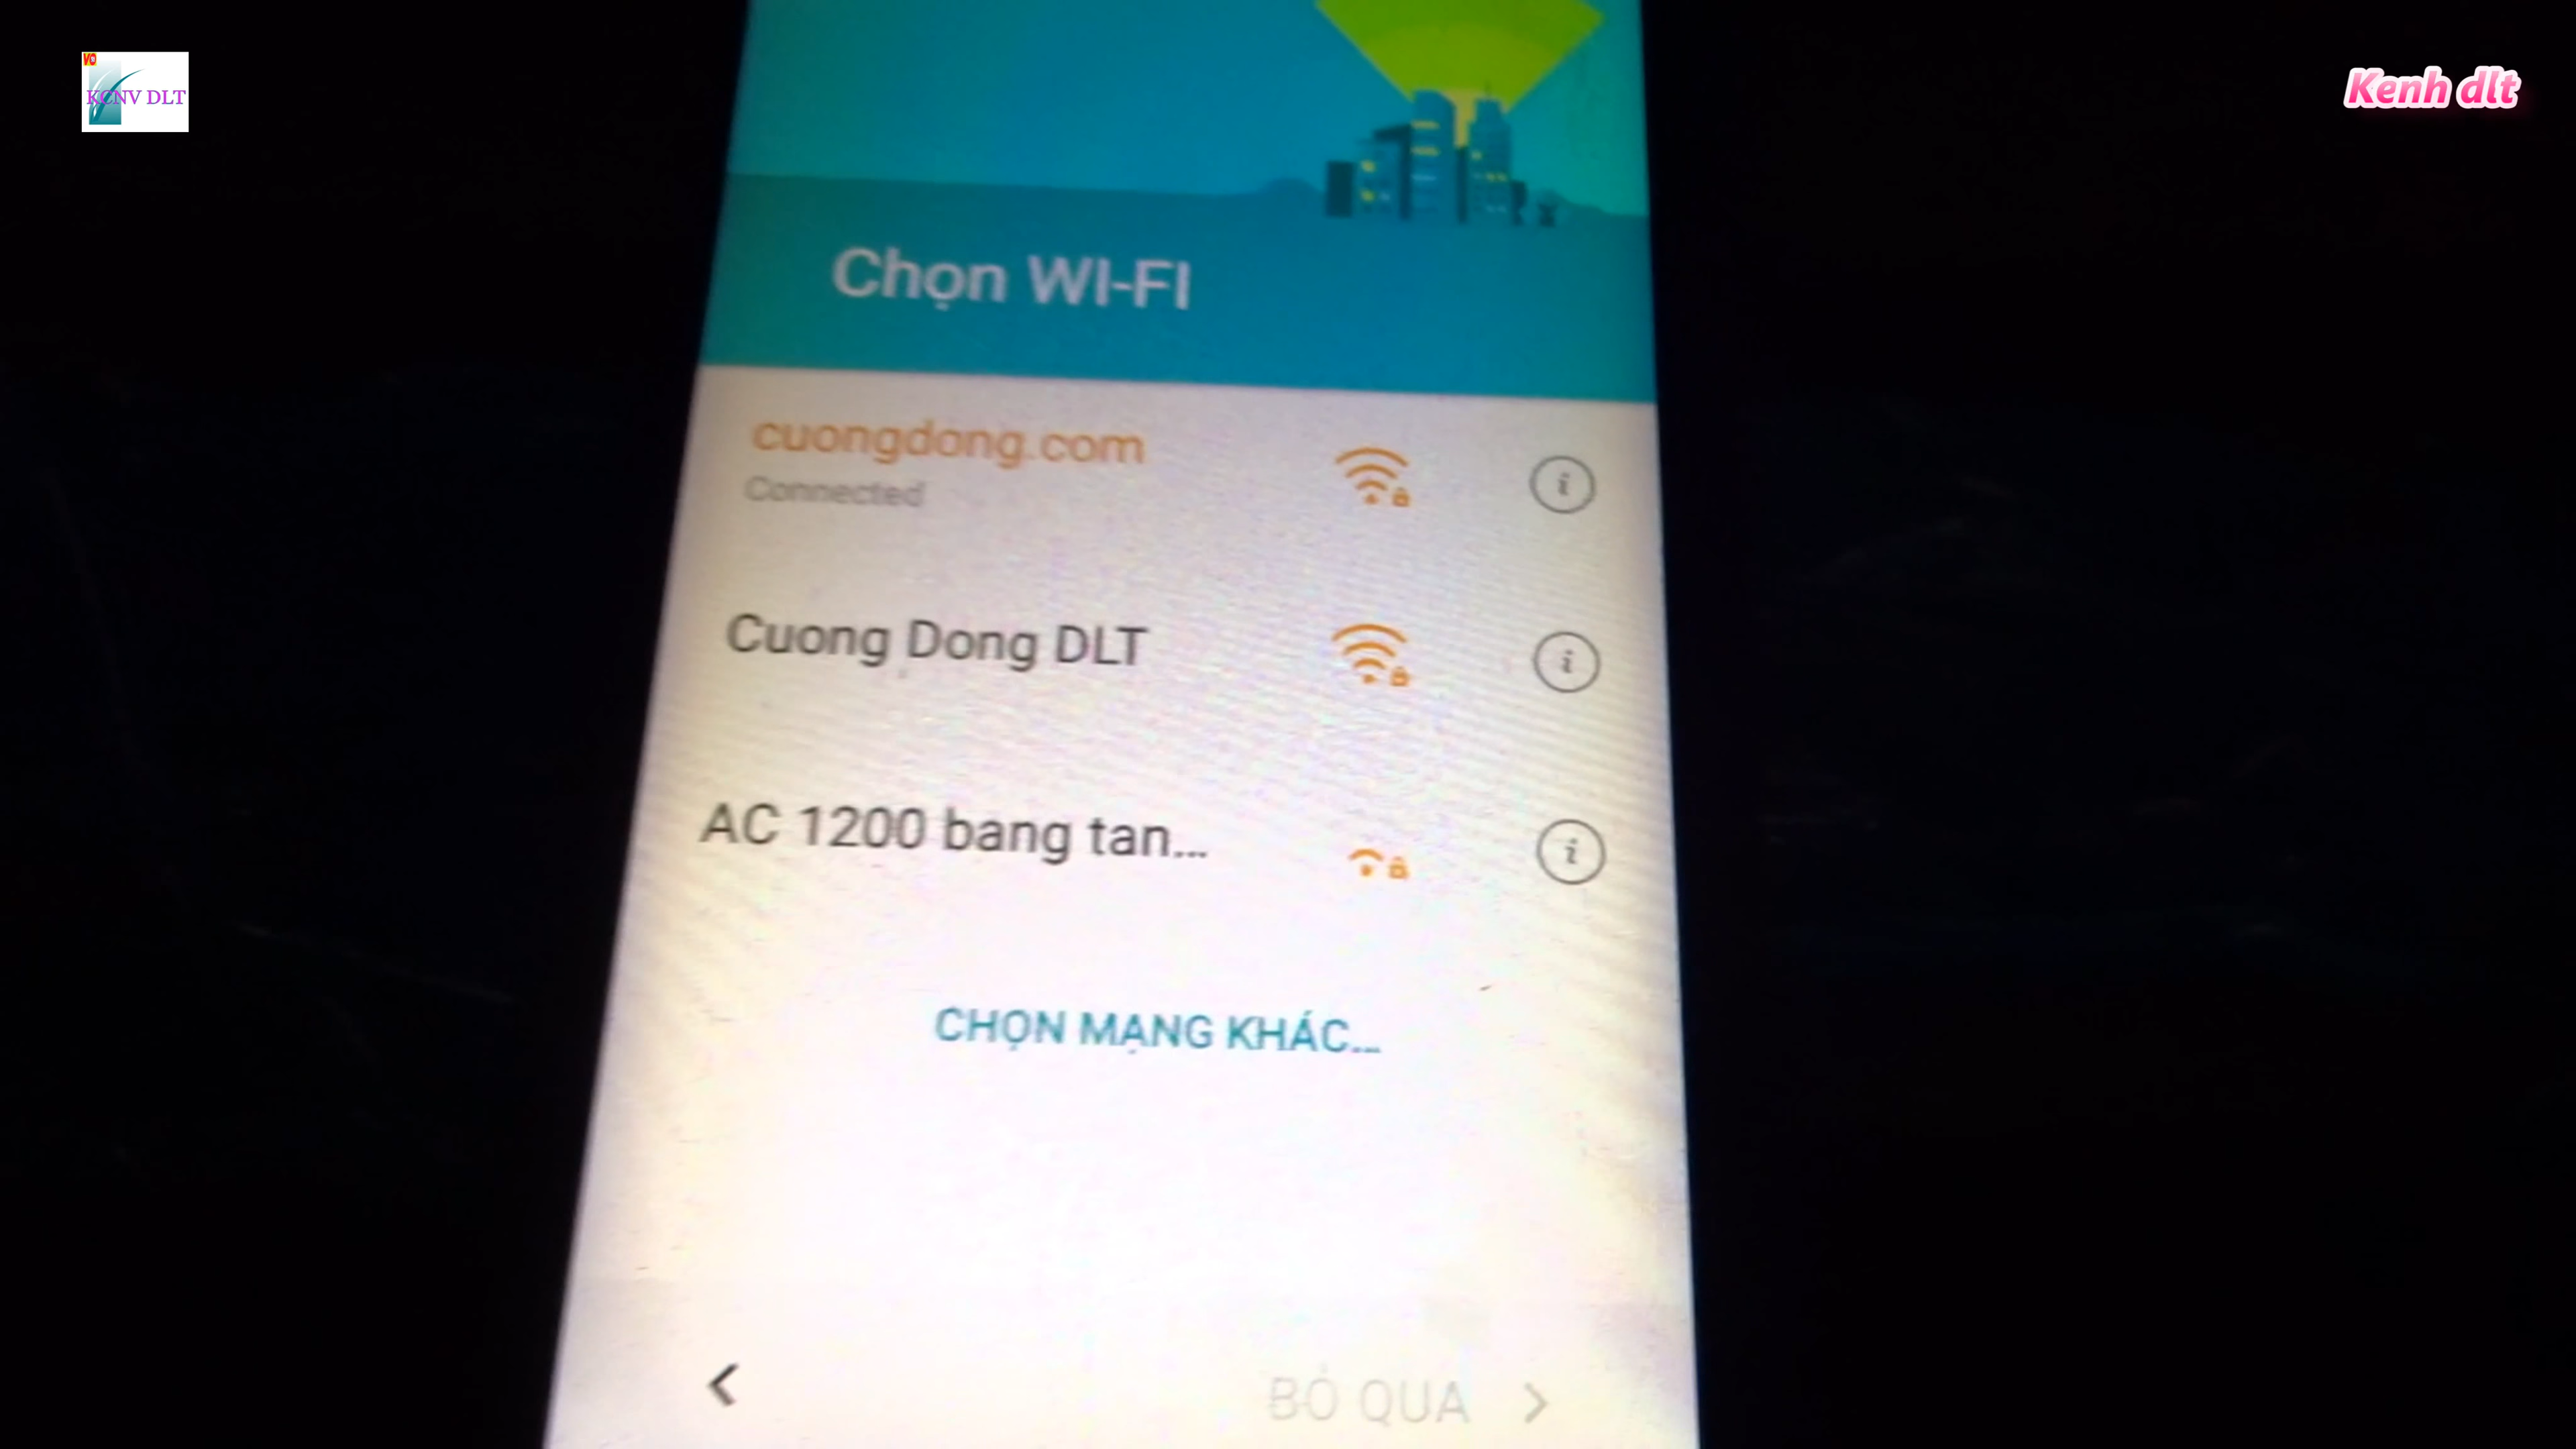 VO
KCNV DLT
Kenh dlt
Chọn WI-FI
cuongdong.com
Connected
Cuong Dong DLT
AC 1200 bang tan...
CHỌN MẠNG KHÁC...
BỎ QUA